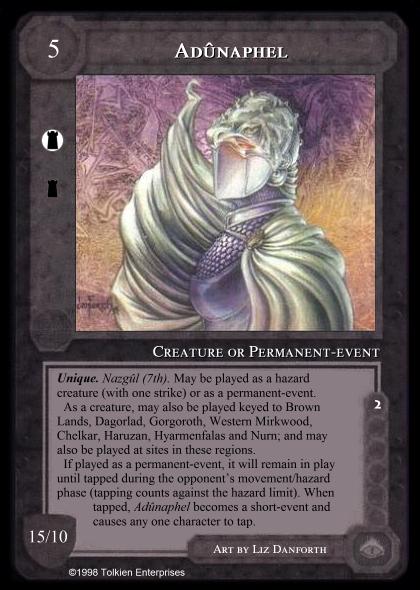 5
ADÛNAPHEL
CREATURE OR PERMANENT-EVENT
Unique. Nazgûl (7th). May be played as a hazard
creature (with one strike) or as a permanent-event.
As a creature, may also be played keyed to Brown
Lands, Dagorlad, Gorgoroth, Western Mirkwood,
Chelkar, Haruzan, Hyarmenfalas and Nurn; and may
also be played at sites in these regions.
If played as a permanent-event, it will remain in play
until tapped during the opponent's movement/hazard
phase (tapping counts against the hazard limit). When
tapped, Adûnaphel becomes a short-event and
causes any one character to tap.
2
15/10
ART BY LIZ DANFORTH
©1998 Tolkien Enterprises